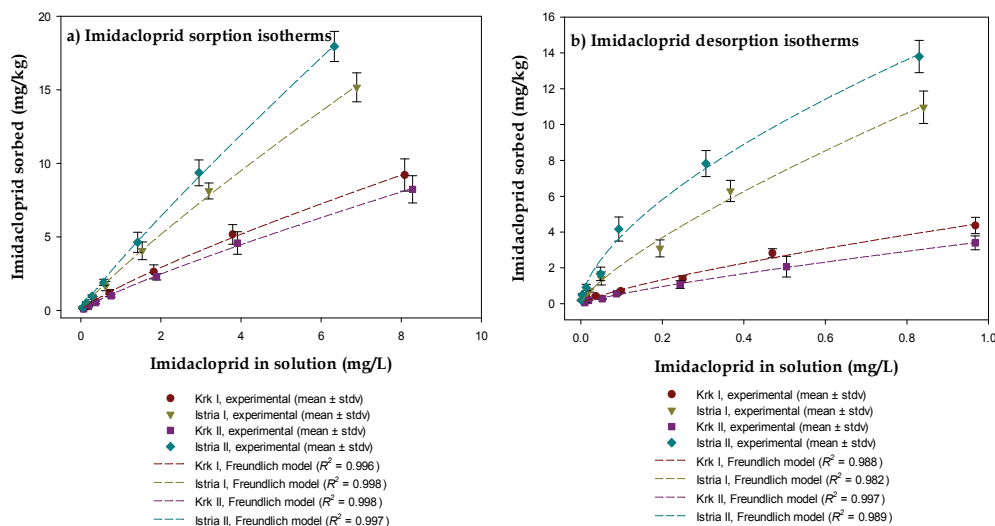 a) Imidacloprid sorption isotherms
Imidacloprid sorbed (mg/kg)
20
15
10
5
0
0 2 4 6 8 10
Imidacloprid in solution (mg/L)
Krk I, experimental (mean ± stdv)
Istria I, experimental (mean ± stdv)
Krk II, experimental (mean ± stdv)
Istria II, experimental (mean ± stdv)
Krk I, Freundlich model (R² = 0.996)
Istria I, Freundlich model (R² = 0.998)
Krk II, Freundlich model (R² = 0.998)
Istria II, Freundlich model (R² = 0.997)
b) Imidacloprid desorption isotherms
Imidacloprid sorbed (mg/kg)
16
14
12
10
8
6
4
2
0
0.0 0.2 0.4 0.6 0.8 1.0
Imidacloprid in solution (mg/L)
Krk I, experimental (mean ± stdv)
Istria I, experimental (mean ± stdv)
Krk II, experimental (mean ± stdv)
Istria II, experimental (mean ± stdv)
Krk I, Freundlich model (R² = 0.988)
Istria I, Freundlich model (R² = 0.982)
Krk II, Freundlich model (R² = 0.997)
Istria II, Freundlich model (R² = 0.989)